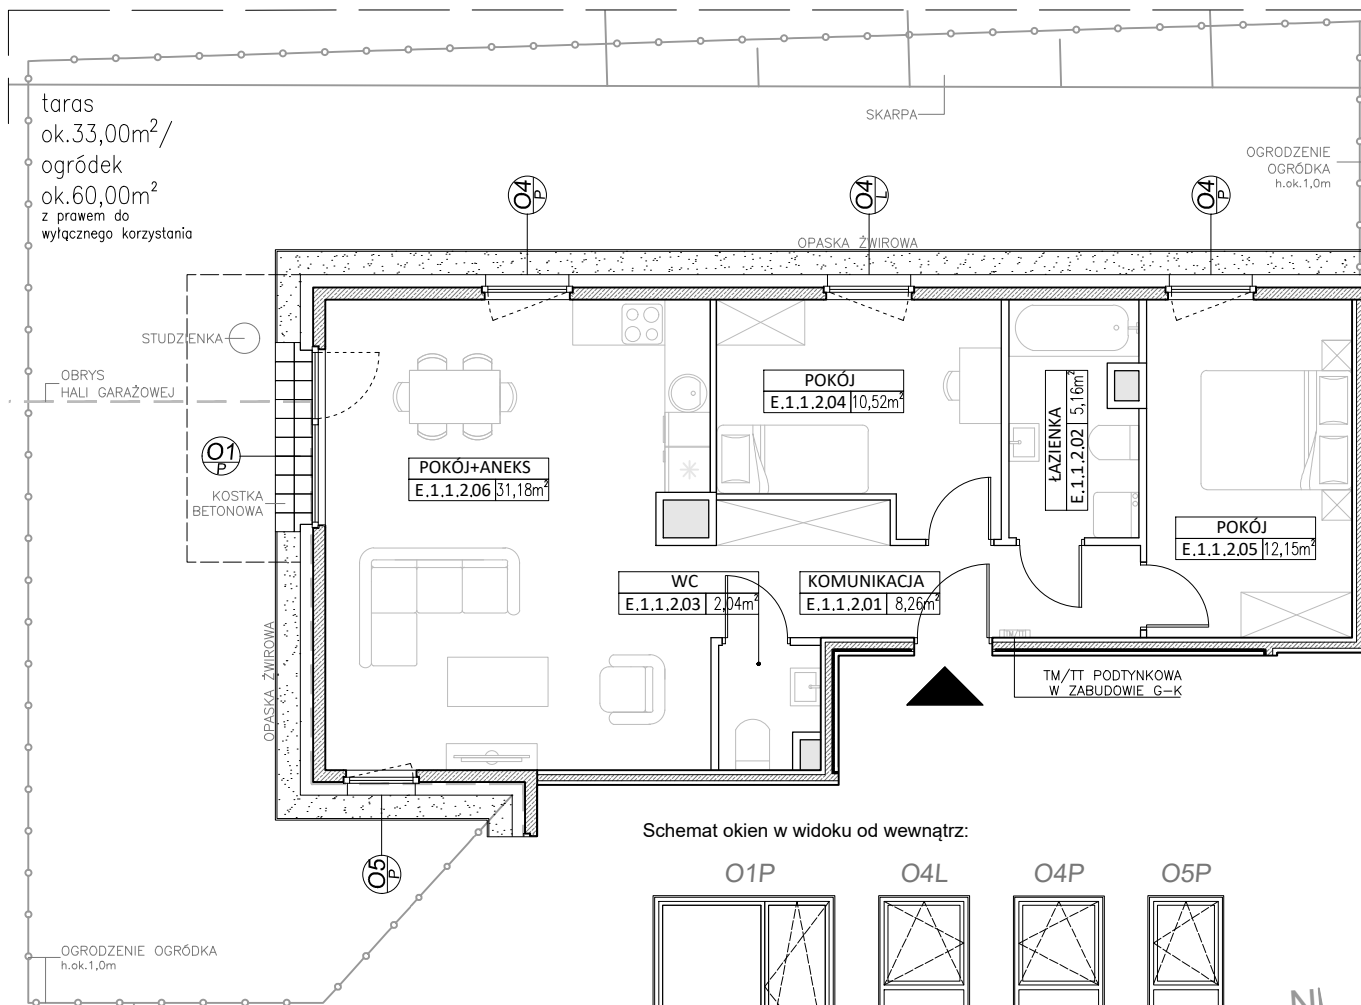 taras
ok.33,00m²/
ogródek
ok.60,00m²
z prawem do
wyłącznego korzystania
SKARPA
OGRODZENIE
OGRÓDKA
h.ok.1,0m
O4
P
O4
L
O4
P
OPASKA ŻWIROWA
STUDZIENKA
OBRYS
HALI GARAŻOWEJ
O1
P
KOSTKA
BETONOWA
POKÓJ+ANEKS
E.1.1.2.06 31,18m²
POKÓJ
E.1.1.2.04 10,52m²
ŁAZIENKA
E.1.1.2.02 5,16m²
POKÓJ
E.1.1.2.05 12,15m²
WC
E.1.1.2.03 2,04m²
KOMUNIKACJA
E.1.1.2.01 8,26m²
TM/TT
TM/TT PODTYNKOWA
W ZABUDOWIE G-K
OPASKA ŻWIROWA
O5
P
OGRODZENIE OGRÓDKA
h.ok.1,0m
Schemat okien w widoku od wewnątrz:
O1P O4L O4P O5P
N